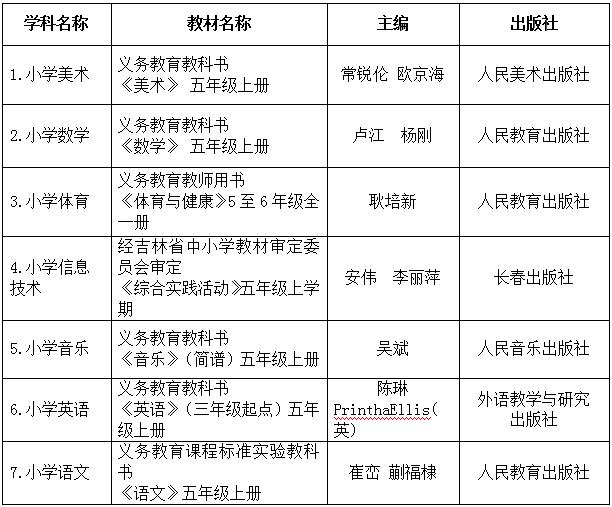 学科名称 教材名称 主编 出版社
1.小学美术
义务教育教科书
《美术》 五年级上册
常锐伦 欧京海
人民美术出版社
2.小学数学
义务教育教科书
《数学》 五年级上册
卢江 杨刚
人民教育出版社
3.小学体育
义务教育教师用书
《体育与健康》5 至 6 年级全
一册
耿培新
人民教育出版社
4.小学信息
技术
经吉林省中小学教材审定委
员会审定
《综合实践活动》五年级上学
期
安伟 李丽萍
长春出版社
5.小学音乐
义务教育教科书
《音乐》（简谱）五年级上册
吴斌
人民音乐出版社
6.小学英语
义务教育教科书
《英语》（三年级起点）五年
级上册
陈琳
PrinthaEllis(
英)
外语教学与研究
出版社
7.小学语文
义务教育课程标准实验教科
书
《语文》五年级上册
崔峦 蒯福棣
人民教育出版社